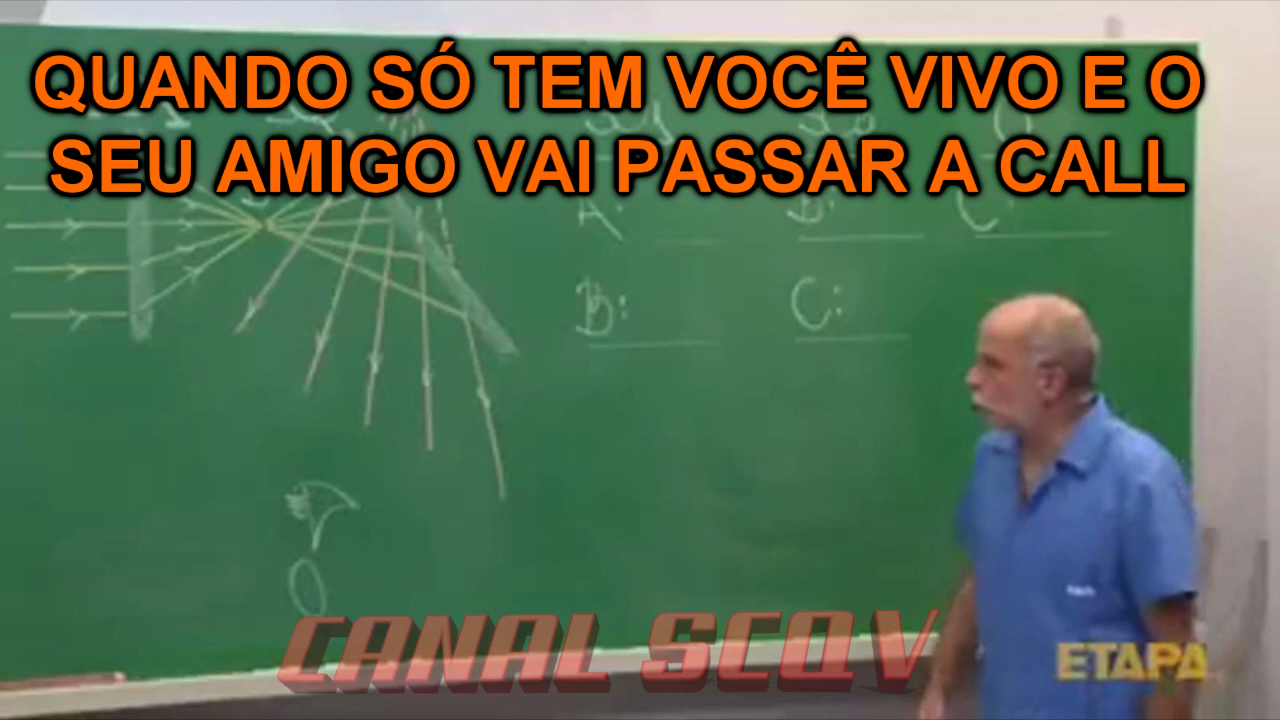 QUANDO SÓ TEM VOCÊ VIVO E O
SEU AMIGO VAI PASSAR A CALL
A:
B:
C:
B:
C:
CANAL SCQV
ETAPA